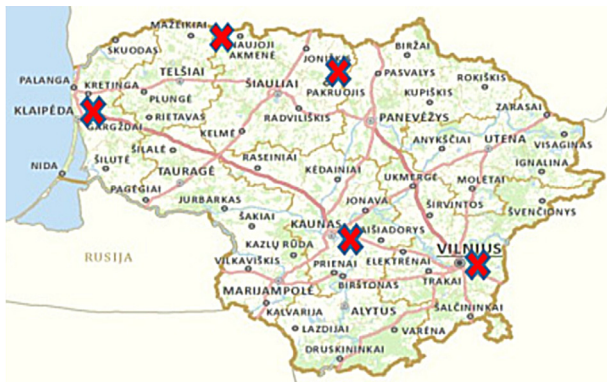 MAŽEIKIAI
SKUODAS
NAUJOJI
AKMENĖ
JONIŠKIS
BIRŽAI
PALANGA
KRETINGA
TELŠIAI
ŠIAULIAI
PAKRUOJIS
PASVALYS
ROKIŠKIS
KUPIŠKIS
ZARASAI
KLAIPĖDA
PLUNGĖ
GARGŽDAI
RIETAVAS
RADVILIŠKIS
PANEVĖŽYS
KELMĖ
ANYKŠČIAI
UTENA
VISAGINAS
NIDA
ŠILUTĖ
ŠILALĖ
RASEINIAI
KĖDAINIAI
IGNALINA
TAURAGĖ
UKMERGĖ
MOLĖTAI
PAGĖGIAI
JURBARKAS
JONAVA
ŠIRVINTOS
ŠVENČIONYS
ŠAKIAI
KAUNAS
KAIŠIADORYS
RUSIJA
KAZLŲ RŪDA
VILNIUS
VILKAVIŠKIS
PRIENAI
ELEKTRĖNAI
TRAKAI
MARIJAMPOLĖ
BIRŠTONAS
KALVARIJA
ALYTUS
ŠALČININKAI
LAZDIJAI
VARĖNA
DRUSKININKAI